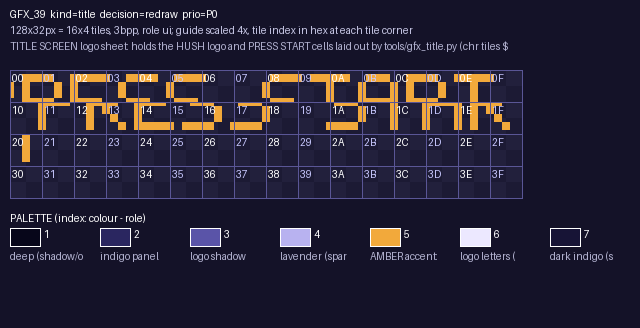 GFX_39 kind=title decision=redraw prio=P0
128x32px = 16x4 tiles, 3bpp, role ui; guide scaled 4x, tile index in hex at each tile corner
TITLE SCREEN logo sheet: holds the HUSH logo and PRESS START cells laid out by tools/gfx_title.py (chr tiles $
00 01 02 03 04 05 06 07 08 09 0A 0B 0C 0D 0E 0F
10 11 12 13 14 15 16 17 18 19 1A 1B 1C 1D 1E 1F
20 21 22 23 24 25 26 27 28 29 2A 2B 2C 2D 2E 2F
30 31 32 33 34 35 36 37 38 39 3A 3B 3C 3D 3E 3F
PALETTE (index: colour - role)
1 2 3 4 5 6 7
deep (shadow/o indigo panel logo shadow lavender (spar AMBER accent logo letters ( dark indigo (s